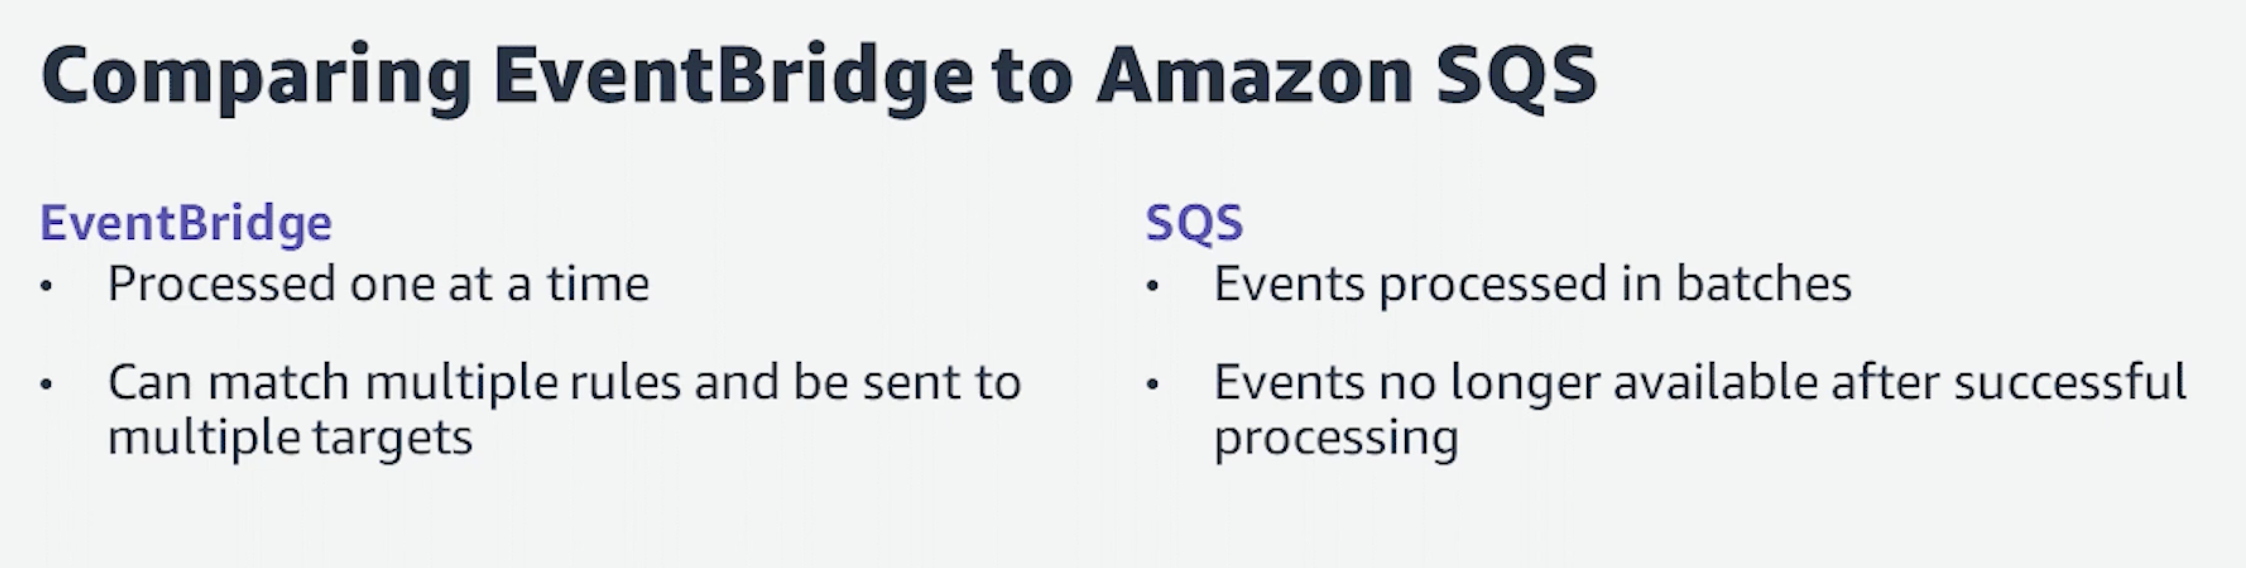 Comparing EventBridge to Amazon SQS
EventBridge
• Processed one at a time
• Can match multiple rules and be sent to
multiple targets
SQS
• Events processed in batches
• Events no longer available after successful
processing